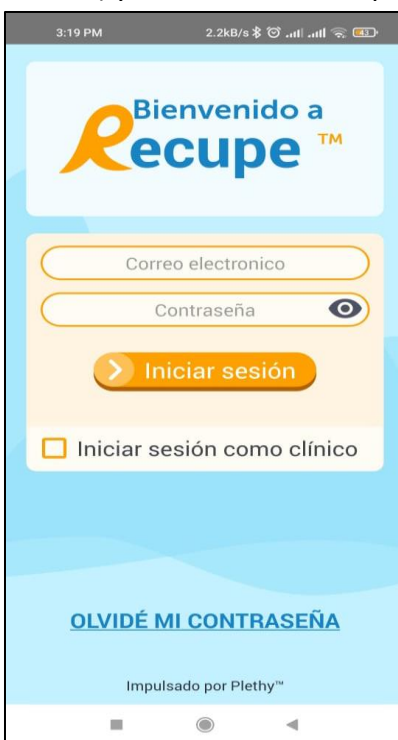 3:19 PM 2.2kB/s 43
Bienvenido a
Recupe ™
Correo electronico
Contraseña
Iniciar sesión
Iniciar sesión como clínico
OLVIDÉ MI CONTRASEÑA
Impulsado por Plethy™